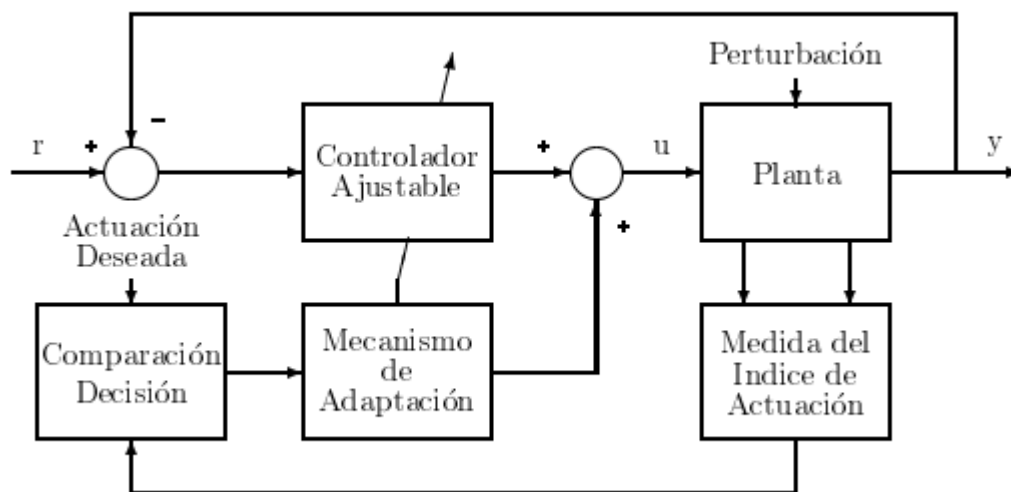 Perturbación
−
r
+
Controlador
Ajustable
+
u
Planta
y
+
Actuación
Deseada
Comparación
Decisión
Mecanismo
de
Adaptación
Medida del
Indice de
Actuación